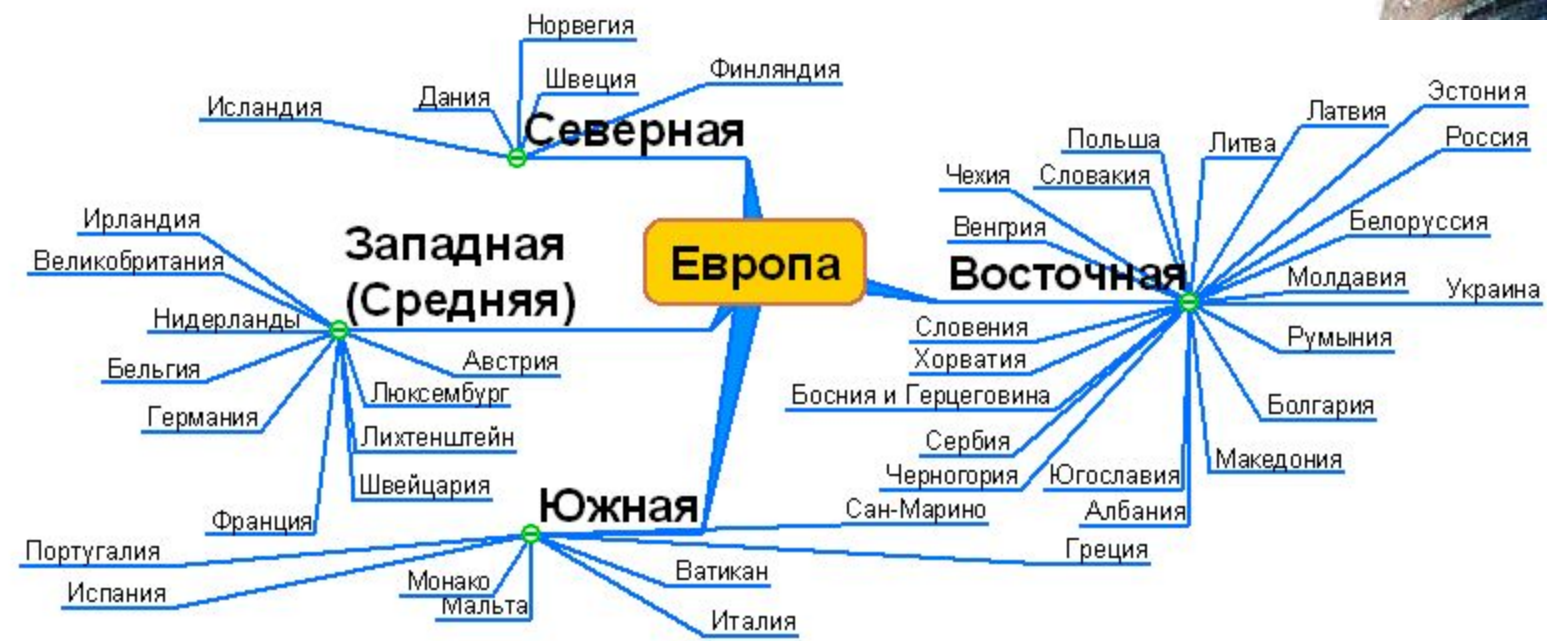 Европа
Северная
Исландия
Дания
Норвегия
Швеция
Финляндия
Западная
(Средняя)
Ирландия
Великобритания
Нидерланды
Бельгия
Германия
Франция
Австрия
Люксембург
Лихтенштейн
Швейцария
Южная
Португалия
Испания
Монако
Мальта
Ватикан
Италия
Сан-Марино
Греция
Восточная
Чехия
Венгрия
Польша
Словакия
Литва
Латвия
Эстония
Россия
Белоруссия
Молдавия
Украина
Румыния
Болгария
Македония
Словения
Хорватия
Босния и Герцеговина
Сербия
Черногория
Югославия
Албания